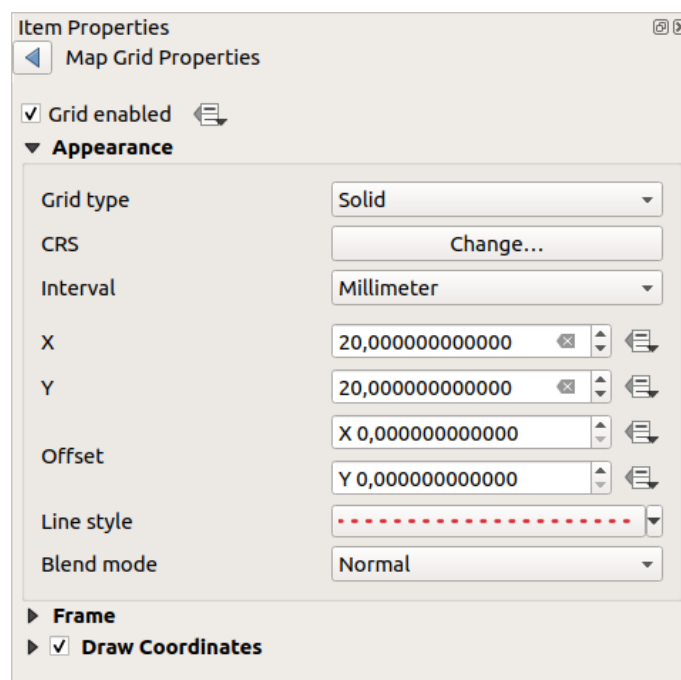 Item Properties
Map Grid Properties
Grid enabled
Appearance
Grid type Solid
CRS Change...
Interval Millimeter
X 20,000000000000
Y 20,000000000000
Offset X 0,000000000000
Y 0,000000000000
Line style
Blend mode Normal
Frame
Draw Coordinates